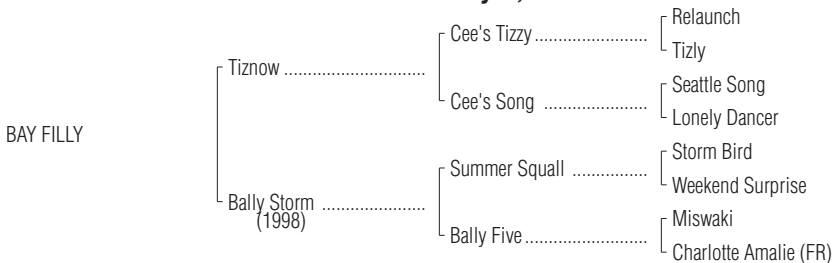 Relaunch
Cee's Tizzy
Tizly
Tiznow
Seattle Song
Cee's Song
Lonely Dancer
BAY FILLY
Storm Bird
Summer Squall
Weekend Surprise
Bally Storm
(1998)
Miswaki
Bally Five
Charlotte Amalie (FR)